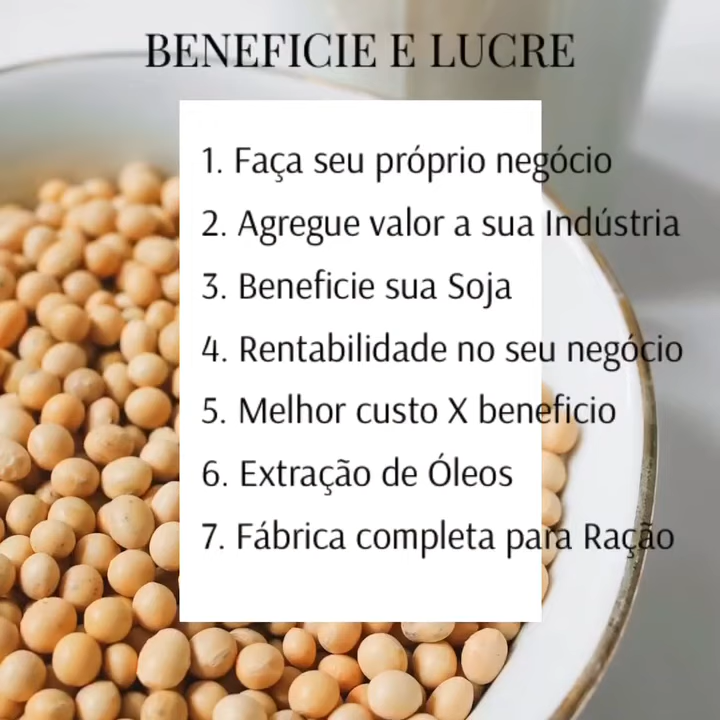 BENEFICIE E LUCRE
1. Faça seu próprio negócio
2. Agregue valor a sua Indústria
3. Beneficie sua Soja
4. Rentabilidade no seu negócio
5. Melhor custo X beneficio
6. Extração de Óleos
7. Fábrica completa para Ração